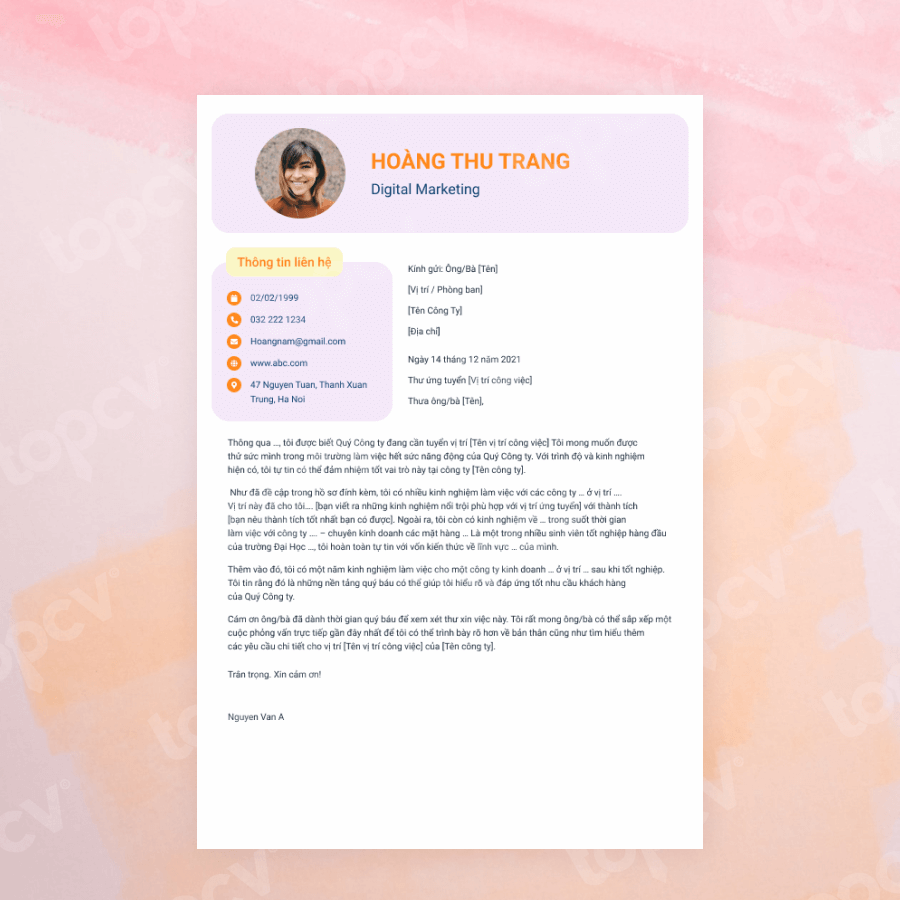 HOÀNG THU TRANG
Digital Marketing
Thông tin liên hệ
02/02/1999
032 222 1234
Hoangnam@gmail.com
www.abc.com
47 Nguyen Tuan, Thanh Xuan
Trung, Ha Noi
Kính gửi: Ông/Bà [Tên]
[Vị trí / Phòng ban]
[Tên Công Ty]
[Địa chỉ]
Ngày 14 tháng 12 năm 2021
Thư ứng tuyển [Vị trí công việc]
Thưa ông/bà [Tên],
Thông qua ..., tôi được biết Quý Công ty đang cần tuyển vị trí [Tên vị trí công việc] Tôi mong muốn được
thử sức mình trong môi trường làm việc hết sức năng động của Quý Công ty. Với trình độ và kinh nghiệm
hiện có, tôi tự tin có thể đảm nhiệm tốt vai trò này tại công ty [Tên công ty].
Như đã đề cập trong hồ sơ đính kèm, tôi có nhiều kinh nghiệm làm việc với các công ty ... ở vị trí ....
Vị trí này đã cho tôi.... [bạn viết ra những kinh nghiệm nổi trội phù hợp với vị trí ứng tuyển] với thành tích
[bạn nêu thành tích tốt nhất bạn có được]. Ngoài ra, tôi còn có kinh nghiệm về ... trong suốt thời gian
làm việc với công ty .... – chuyên kinh doanh các mặt hàng ... Là một trong nhiều sinh viên tốt nghiệp hàng đầu
của trường Đại Học ..., tôi hoàn toàn tự tin với vốn kiến thức về lĩnh vực ... của mình.
Thêm vào đó, tôi có một năm kinh nghiệm làm việc cho một công ty kinh doanh ... ở vị trí ... sau khi tốt nghiệp.
Tôi tin rằng đó là những nền tảng quý báu có thể giúp tôi hiểu rõ và đáp ứng tốt nhu cầu khách hàng
của Quý Công ty.
Cảm ơn ông/bà đã dành thời gian quý báu để xem xét thư xin việc này. Tôi rất mong ông/bà có thể sắp xếp một
cuộc phỏng vấn trực tiếp gần đây nhất để tôi có thể trình bày rõ hơn về bản thân cũng như tìm hiểu thêm
các yêu cầu chi tiết cho vị trí [Tên vị trí công việc] của [Tên công ty].
Trân trọng. Xin cảm ơn!
Nguyen Van A
topcv